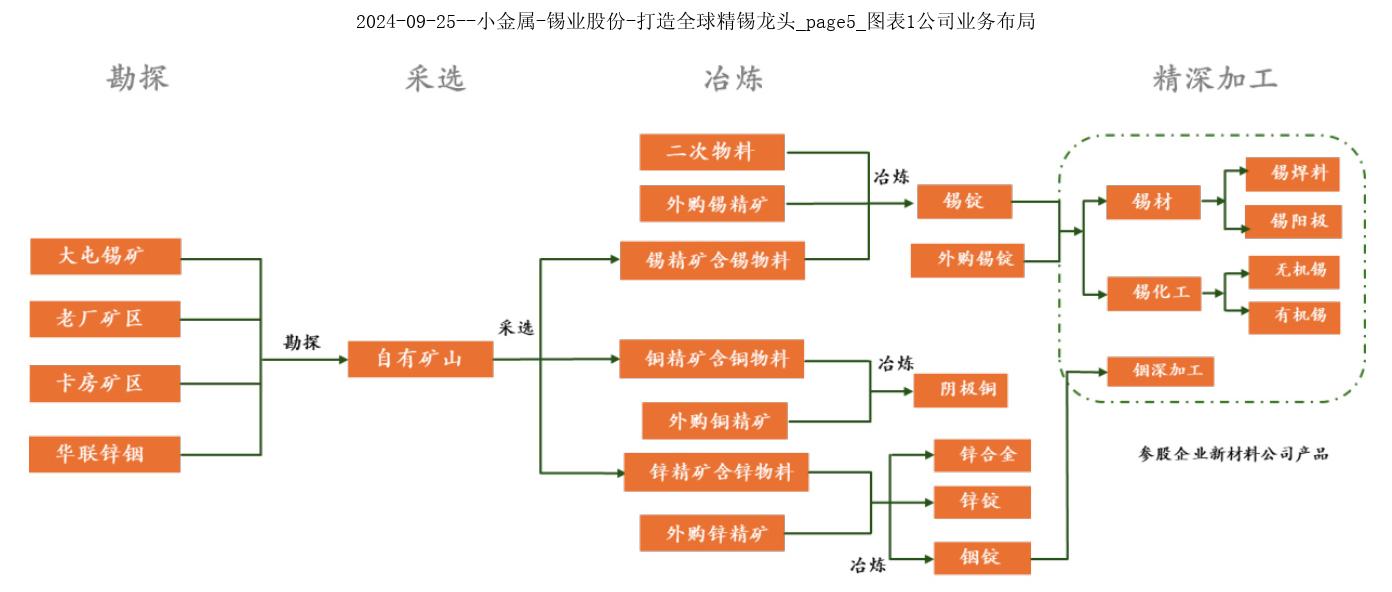 2024-09-25--小金属-锡业股份-打造全球精锡龙头_page5_图表1公司业务布局
勘探
采选
冶炼
精深加工
大屯锡矿
老厂矿区
卡房矿区
华联锌铟
勘探
自有矿山
采选
二次物料
外购锡精矿
锡精矿含锡物料
冶炼
锡锭
外购锡锭
铜精矿含铜物料
外购铜精矿
冶炼
阴极铜
锌精矿含锌物料
外购锌精矿
冶炼
锌合金
锌锭
铟锭
锡材
锡焊料
锡阳极
锡化工
无机锡
有机锡
铟深加工
参股企业新材料公司产品